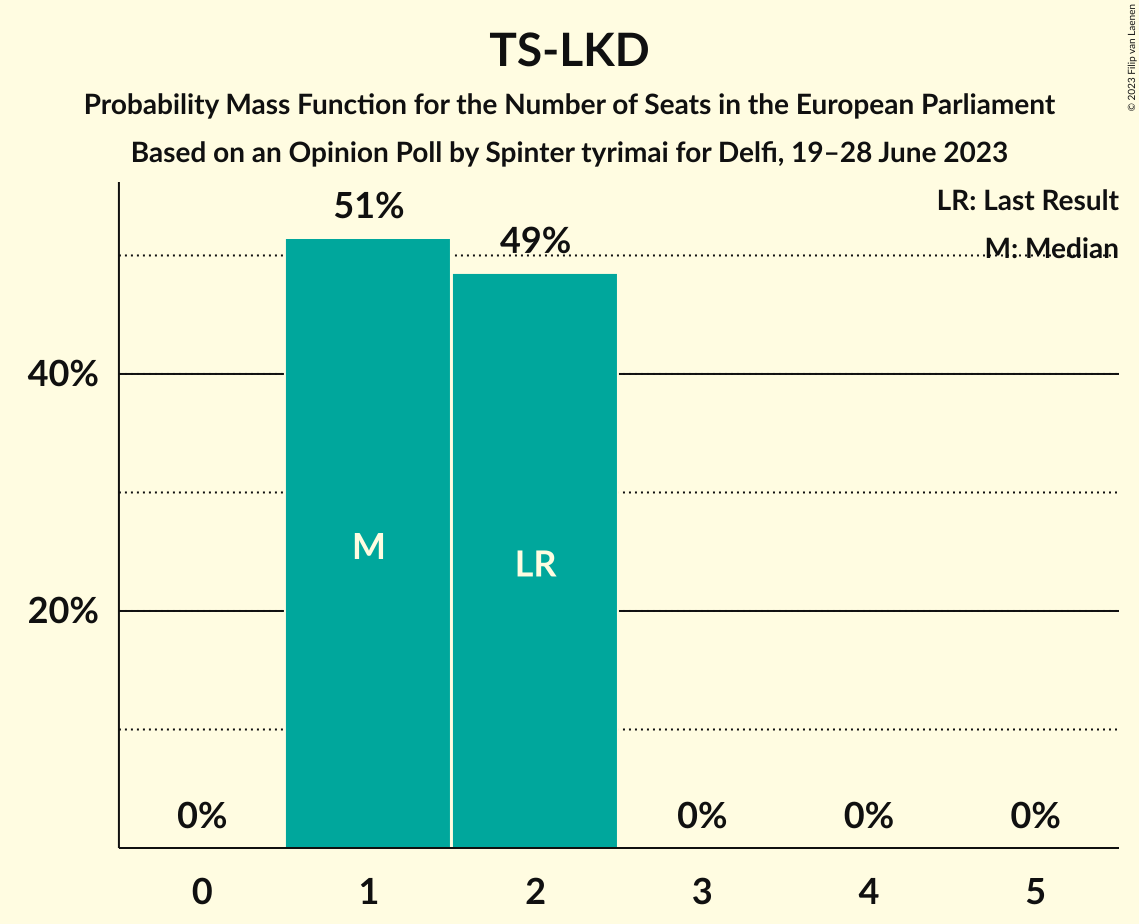 TS-LKD
Probability Mass Function for the Number of Seats in the European Parliament
Based on an Opinion Poll by Spinter tyrimai for Delfi, 19–28 June 2023
© 2023 Filip van Laenen
LR: Last Result
M: Median
51%
49%
40%
20%
M
LR
0%
0%
0%
0%
0
1
2
3
4
5